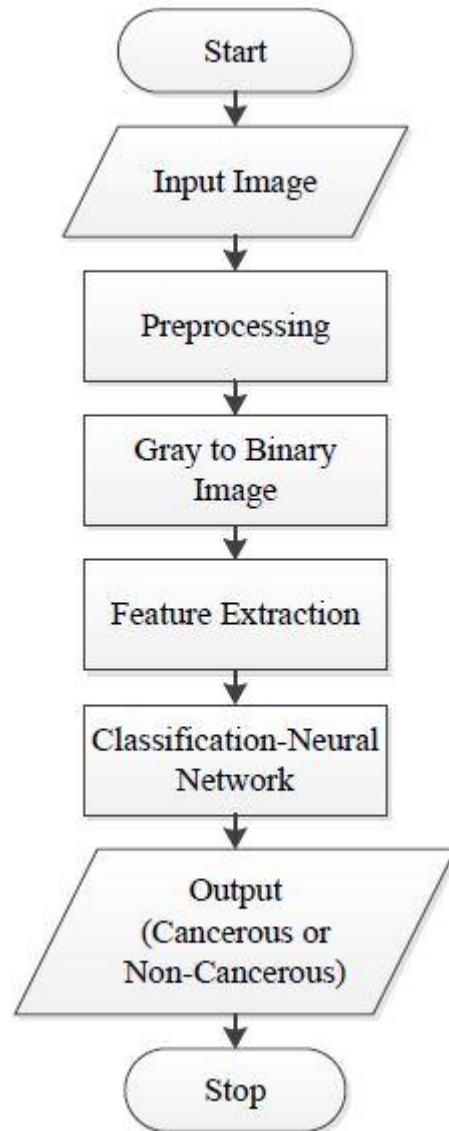 Start
Input Image
Preprocessing
Gray to Binary
Image
Feature Extraction
Classification-Neural
Network
Output
(Cancerous or
Non-Cancerous)
Stop